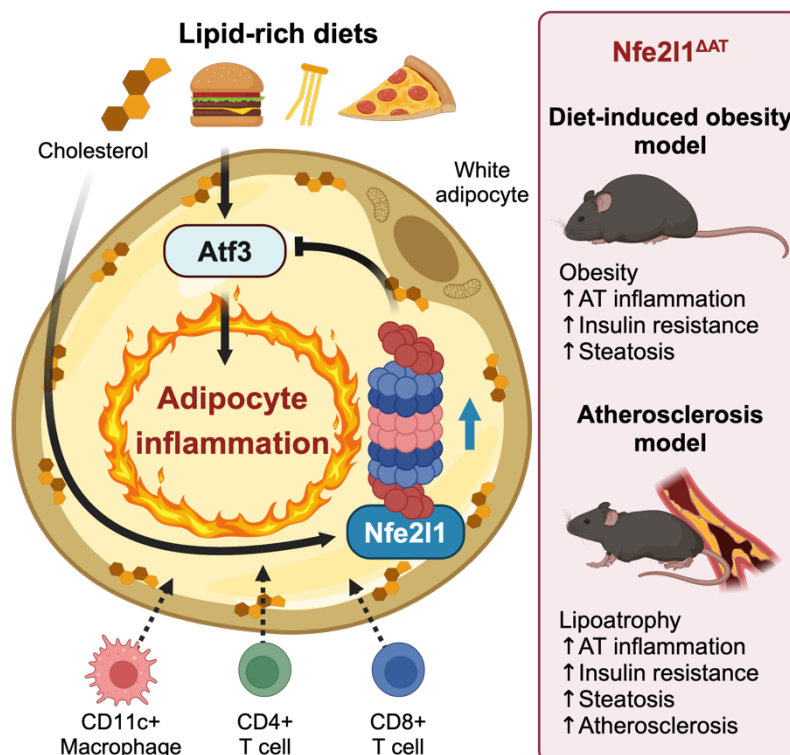 Lipid-rich diets
Cholesterol
White
adipocyte
Atf3
Adipocyte
inflammation
Nfe2l1
CD11c+
Macrophage
CD4+
T cell
CD8+
T cell
Nfe2l1ΔAT
Diet-induced obesity
model
Obesity
↑AT inflammation
↑Insulin resistance
↑Steatosis
Atherosclerosis
model
Lipoatrophy
↑AT inflammation
↑Insulin resistance
↑Steatosis
↑Atherosclerosis